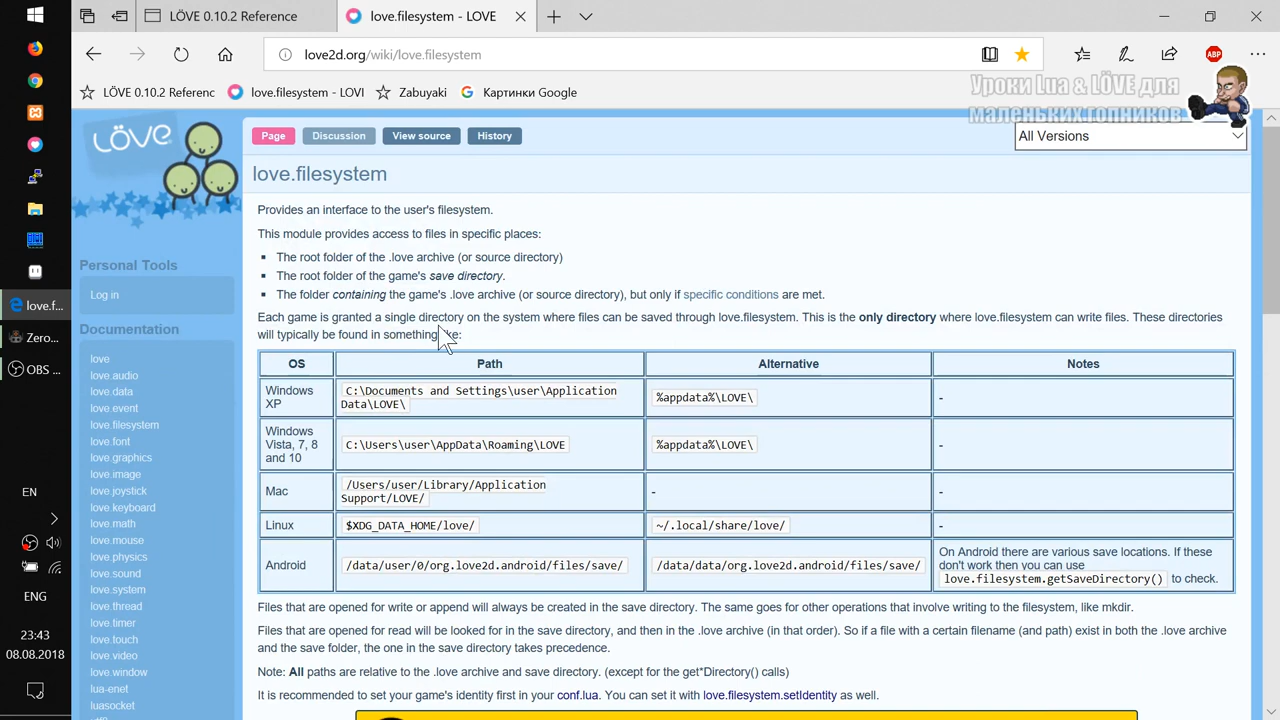 LÖVE 0.10.2 Reference
love.filesystem - LOVE
love2d.org/wiki/love.filesystem
ABP
LÖVE 0.10.2 Referenc
love.filesystem - LOVI
Zabuyaki
Картинки Google
Уроки Lua & LÖVE для
маленьких гопников
LÖVE
Page
Discussion
View source
History
All Versions
love.filesystem
Provides an interface to the user's filesystem.
This module provides access to files in specific places:
The root folder of the .love archive (or source directory)
The root folder of the game's save directory.
The folder containing the game's .love archive (or source directory), but only if specific conditions are met.
Each game is granted a single directory on the system where files can be saved through love.filesystem. This is the only directory where love.filesystem can write files. These directories
will typically be found in something like:
OS Path Alternative Notes
Windows
XP
C:\Documents and Settings\user\Application
Data\LOVE\
%appdata%\LOVE\
-
Windows
Vista, 7, 8
and 10
C:\Users\user\AppData\Roaming\LOVE
%appdata%\LOVE\
-
Mac
/Users/user/Library/Application
Support/LOVE/
-
-
Linux
$XDG_DATA_HOME/love/
~/.local/share/love/
-
Android
/data/user/0/org.love2d.android/files/save/
/data/data/org.love2d.android/files/save/
On Android there are various save locations. If these
don't work then you can use
love.filesystem.getSaveDirectory() to check.
Files that are opened for write or append will always be created in the save directory. The same goes for other operations that involve writing to the filesystem, like mkdir.
Files that are opened for read will be looked for in the save directory, and then in the .love archive (in that order). So if a file with a certain filename (and path) exist in both the .love archive
and the save folder, the one in the save directory takes precedence.
Note: All paths are relative to the .love archive and save directory. (except for the get*Directory() calls)
It is recommended to set your game's identity first in your conf.lua. You can set it with love.filesystem.setIdentity as well.
Personal Tools
Log in
Documentation
love
love.audio
love.data
love.event
love.filesystem
love.font
love.graphics
love.image
love.joystick
love.keyboard
love.math
love.mouse
love.physics
love.sound
love.system
love.thread
love.timer
love.touch
love.video
love.window
lua-enet
luasocket
love.f...
Zero...
OBS ...
EN
ENG
23:43
08.08.2018